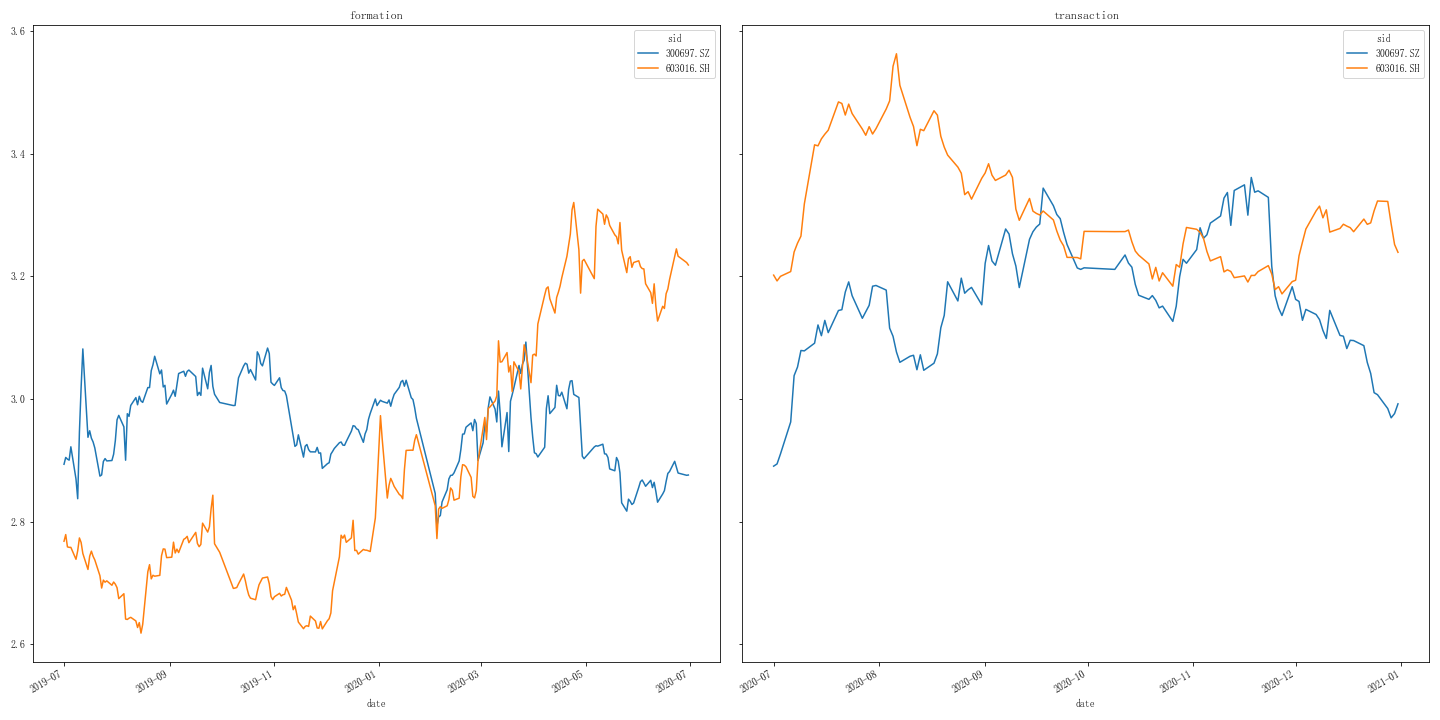 formation
transaction
sid
300697.SZ
603016.SH
sid
300697.SZ
603016.SH
3.6
3.4
3.2
3.0
2.8
2.6
2019-07
2019-09
2019-11
2020-01
2020-03
2020-05
2020-07
2020-07
2020-08
2020-09
2020-10
2020-11
2020-12
2021-01
date
date